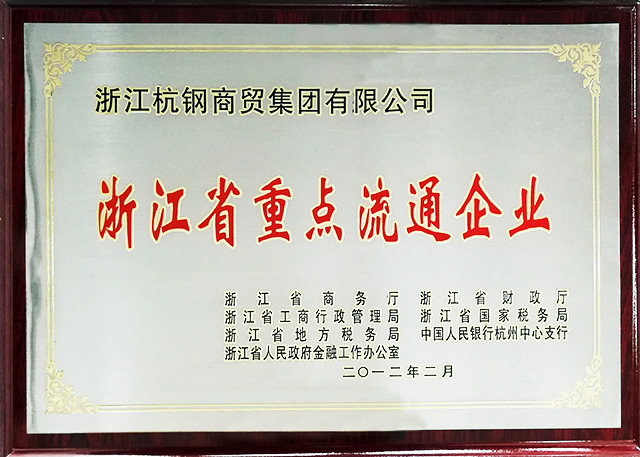 浙江杭钢商贸集团有限公司
浙江省重点流通企业
浙江省商务厅 浙江省财政厅
浙江省工商行政管理局 浙江省国家税务局
浙江省地方税务局 中国人民银行杭州中心支行
浙江省人民政府金融工作办公室
二〇一二年二月